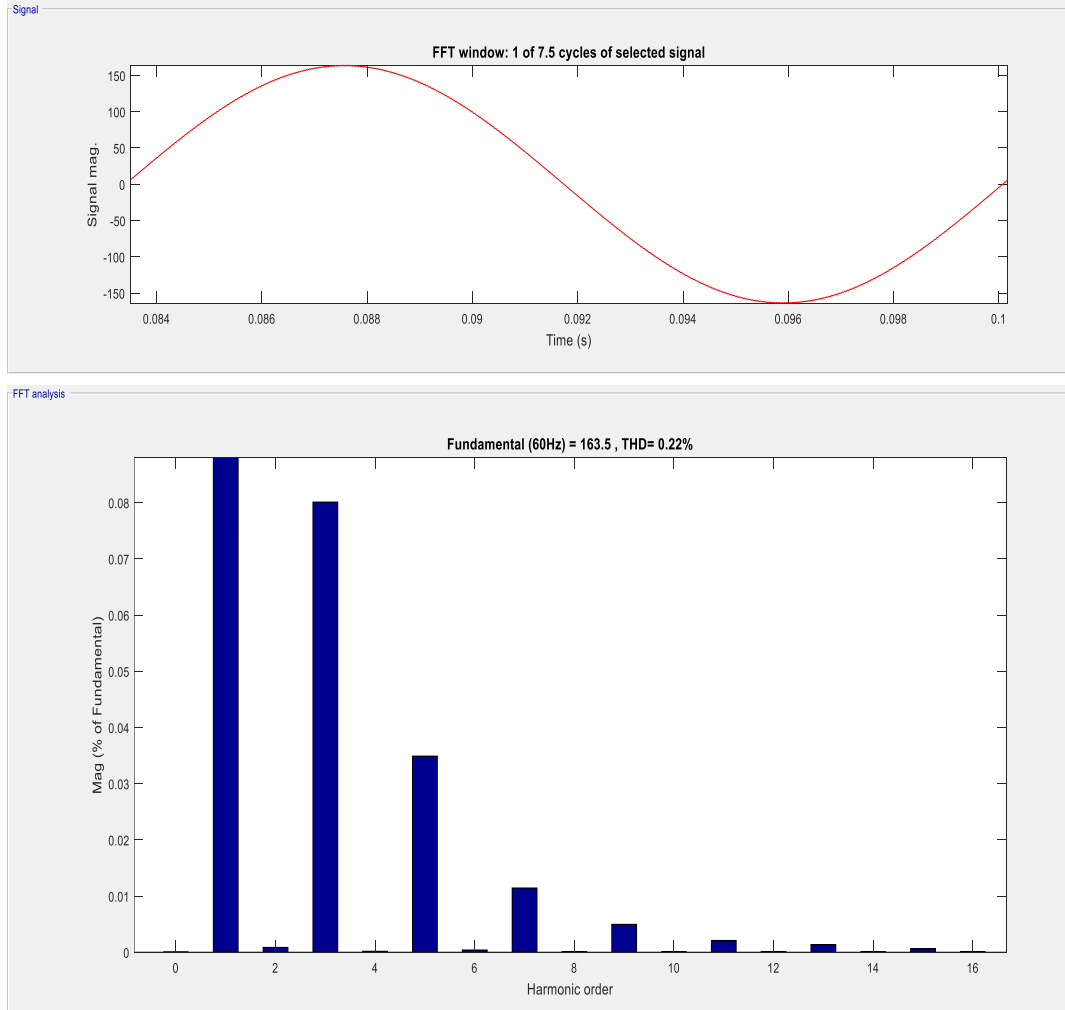 Signal
FFT window: 1 of 7.5 cycles of selected signal
150
100
50
0
-50
-100
-150
Signal mag.
0.084 0.086 0.088 0.09 0.092 0.094 0.096 0.098 0.1
Time (s)
FFT analysis
Fundamental (60Hz) = 163.5 , THD= 0.22%
0.08
0.07
0.06
0.05
0.04
0.03
0.02
0.01
0
Mag (% of Fundamental)
0 2 4 6 8 10 12 14 16
Harmonic order